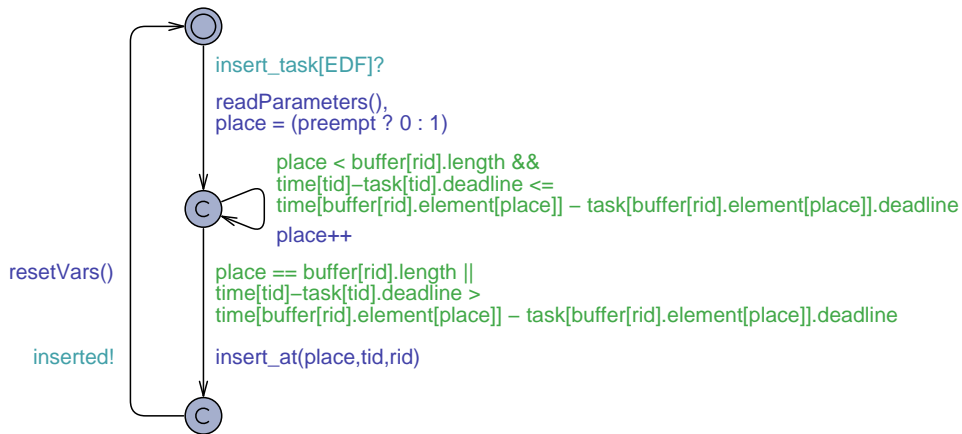 insert_task[EDF]?
readParameters(),
place = (preempt ? 0 : 1)
place < buffer[rid].length &&
time[tid]−task[tid].deadline <=
time[buffer[rid].element[place]] − task[buffer[rid].element[place]].deadline
C
place++
resetVars()
place == buffer[rid].length ||
time[tid]−task[tid].deadline >
time[buffer[rid].element[place]] − task[buffer[rid].element[place]].deadline
inserted!
insert_at(place,tid,rid)
C